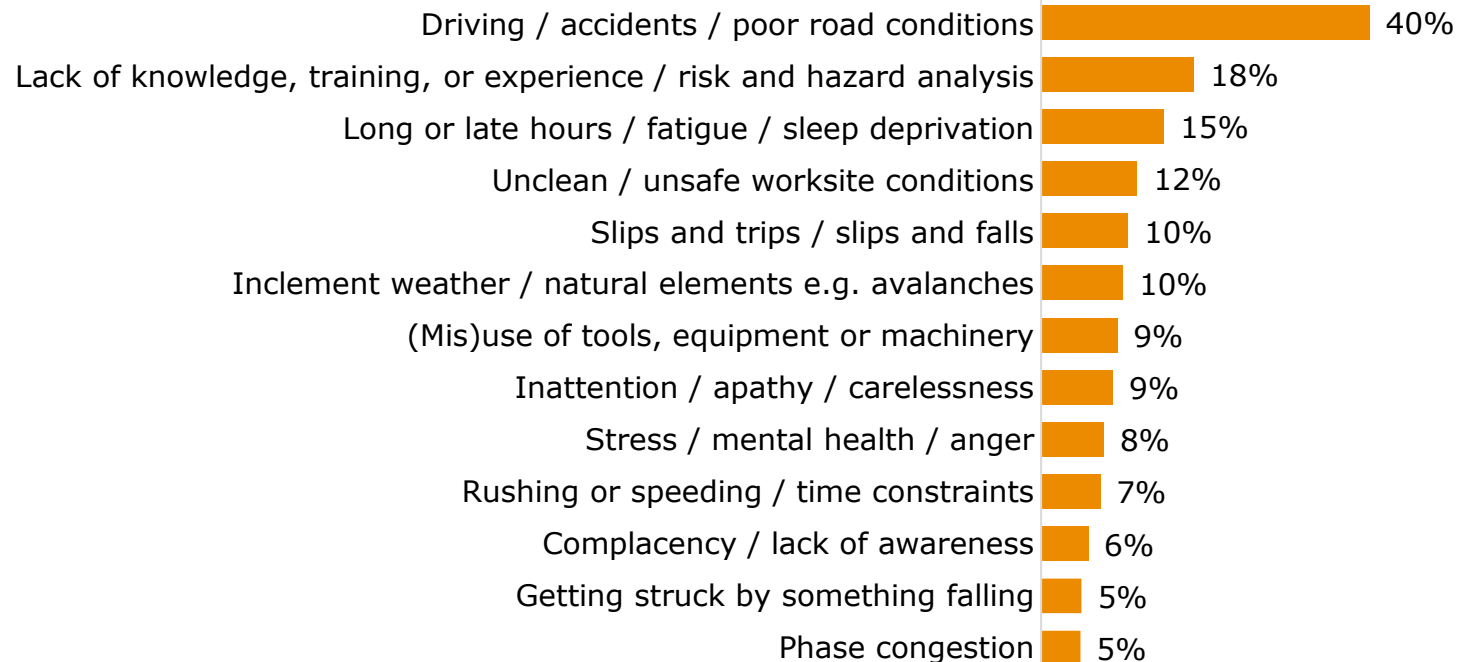 Driving / accidents / poor road conditions 40%
Lack of knowledge, training, or experience / risk and hazard analysis 18%
Long or late hours / fatigue / sleep deprivation 15%
Unclean / unsafe worksite conditions 12%
Slips and trips / slips and falls 10%
Inclement weather / natural elements e.g. avalanches 10%
(Mis)use of tools, equipment or machinery 9%
Inattention / apathy / carelessness 9%
Stress / mental health / anger 8%
Rushing or speeding / time constraints 7%
Complacency / lack of awareness 6%
Getting struck by something falling 5%
Phase congestion 5%